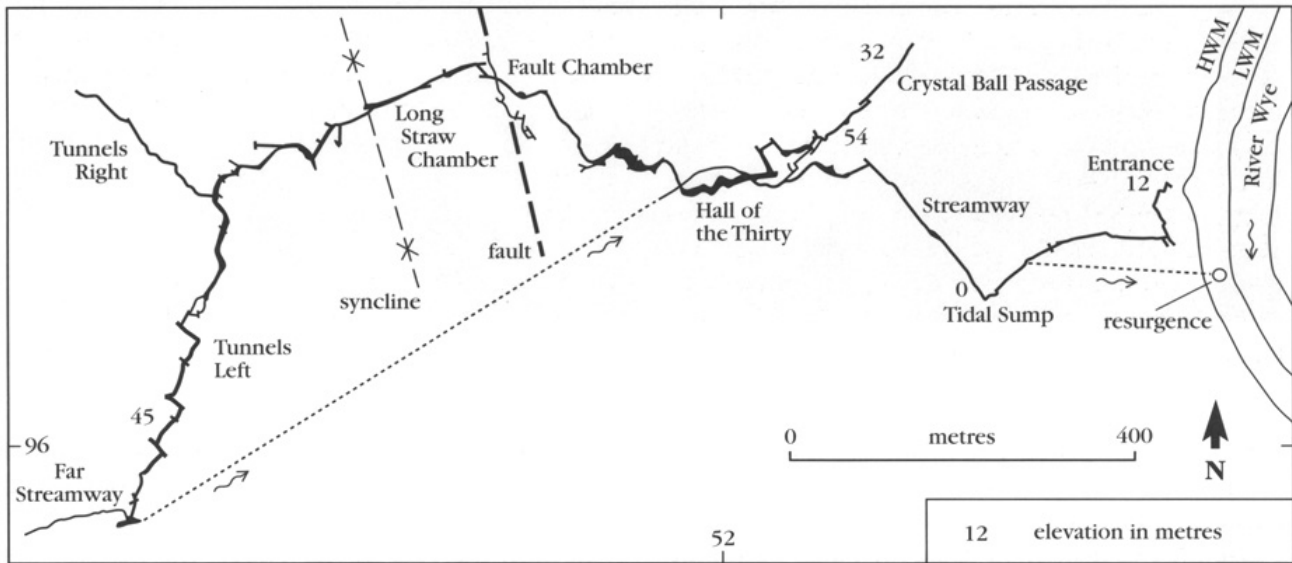 32
HWM
LWM
River Wye
Fault Chamber
Crystal Ball Passage
Long
Straw
Chamber
54
Tunnels
Right
Entrance
12
Streamway
Hall of
the Thirty
fault
0
Tidal Sump
syncline
resurgence
Tunnels
Left
45
96
0 metres 400
Far
Streamway
N
52
12 elevation in metres